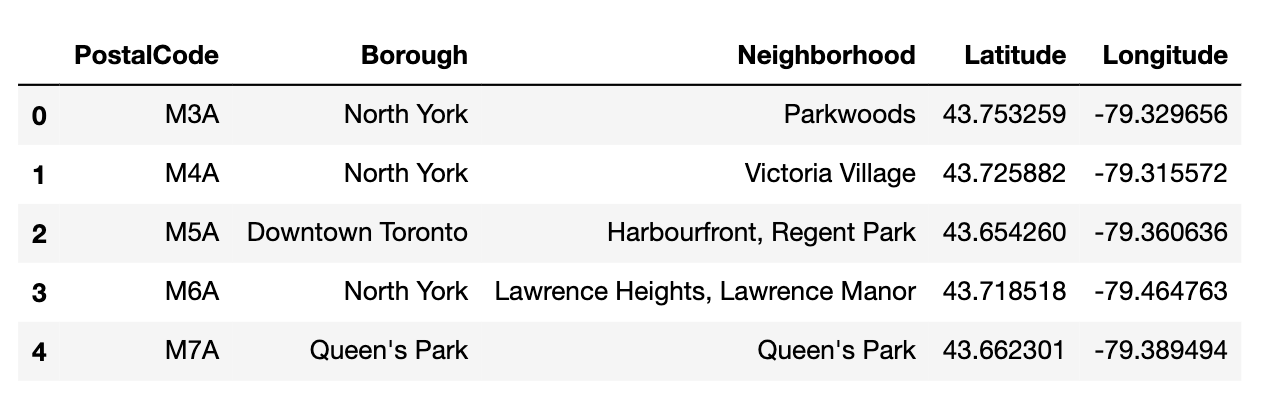 PostalCode Borough Neighborhood Latitude Longitude
0 M3A North York Parkwoods 43.753259 -79.329656
1 M4A North York Victoria Village 43.725882 -79.315572
2 M5A Downtown Toronto Harbourfront, Regent Park 43.654260 -79.360636
3 M6A North York Lawrence Heights, Lawrence Manor 43.718518 -79.464763
4 M7A Queen's Park Queen's Park 43.662301 -79.389494